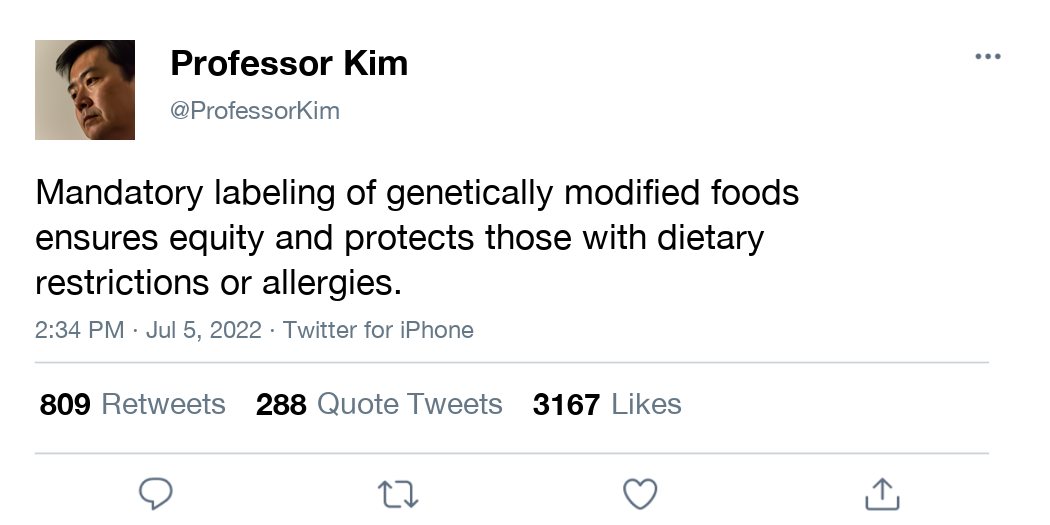 Professor Kim
@ProfessorKim
Mandatory labeling of genetically modified foods
ensures equity and protects those with dietary
restrictions or allergies.
2:34 PM · Jul 5, 2022 · Twitter for iPhone
809 Retweets 288 Quote Tweets 3167 Likes